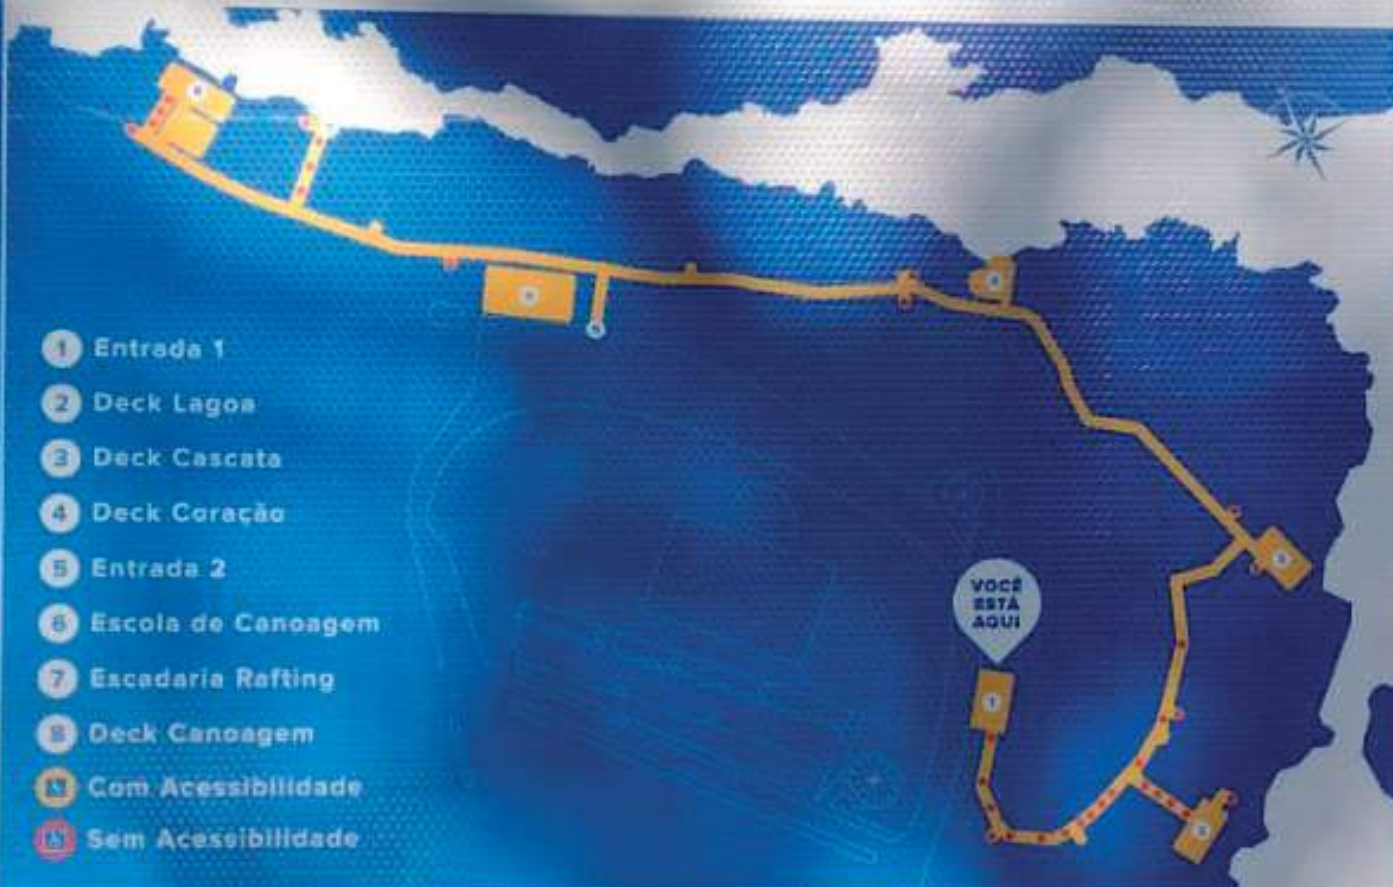 1 Entrada 1
2 Deck Lagoa
3 Deck Cascata
4 Deck Coração
5 Entrada 2
6 Escola de Canoagem
7 Escadaria Rafting
8 Deck Canoagem
Com Acessibilidade
Sem Acessibilidade
VOCÊ
ESTÁ
AQUI
1